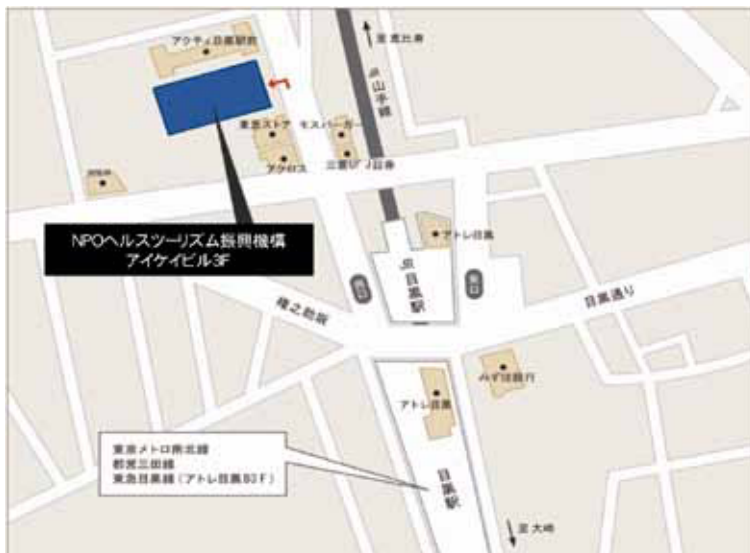 アクティ目黒駅前
至 恵比寿
JR山手線
東急ストア
モスバーガー
アクロス
三菱UFJ証券
NPOヘルスツーリズム振興機構
アイケイビル3F
アトレ目黒
JR目黒駅
西口
東口
権之助坂
目黒通り
みずほ銀行
アトレ目黒
東京メトロ南北線
都営三田線
東急目黒線(アトレ目黒B3F)
目黒駅
至 大崎